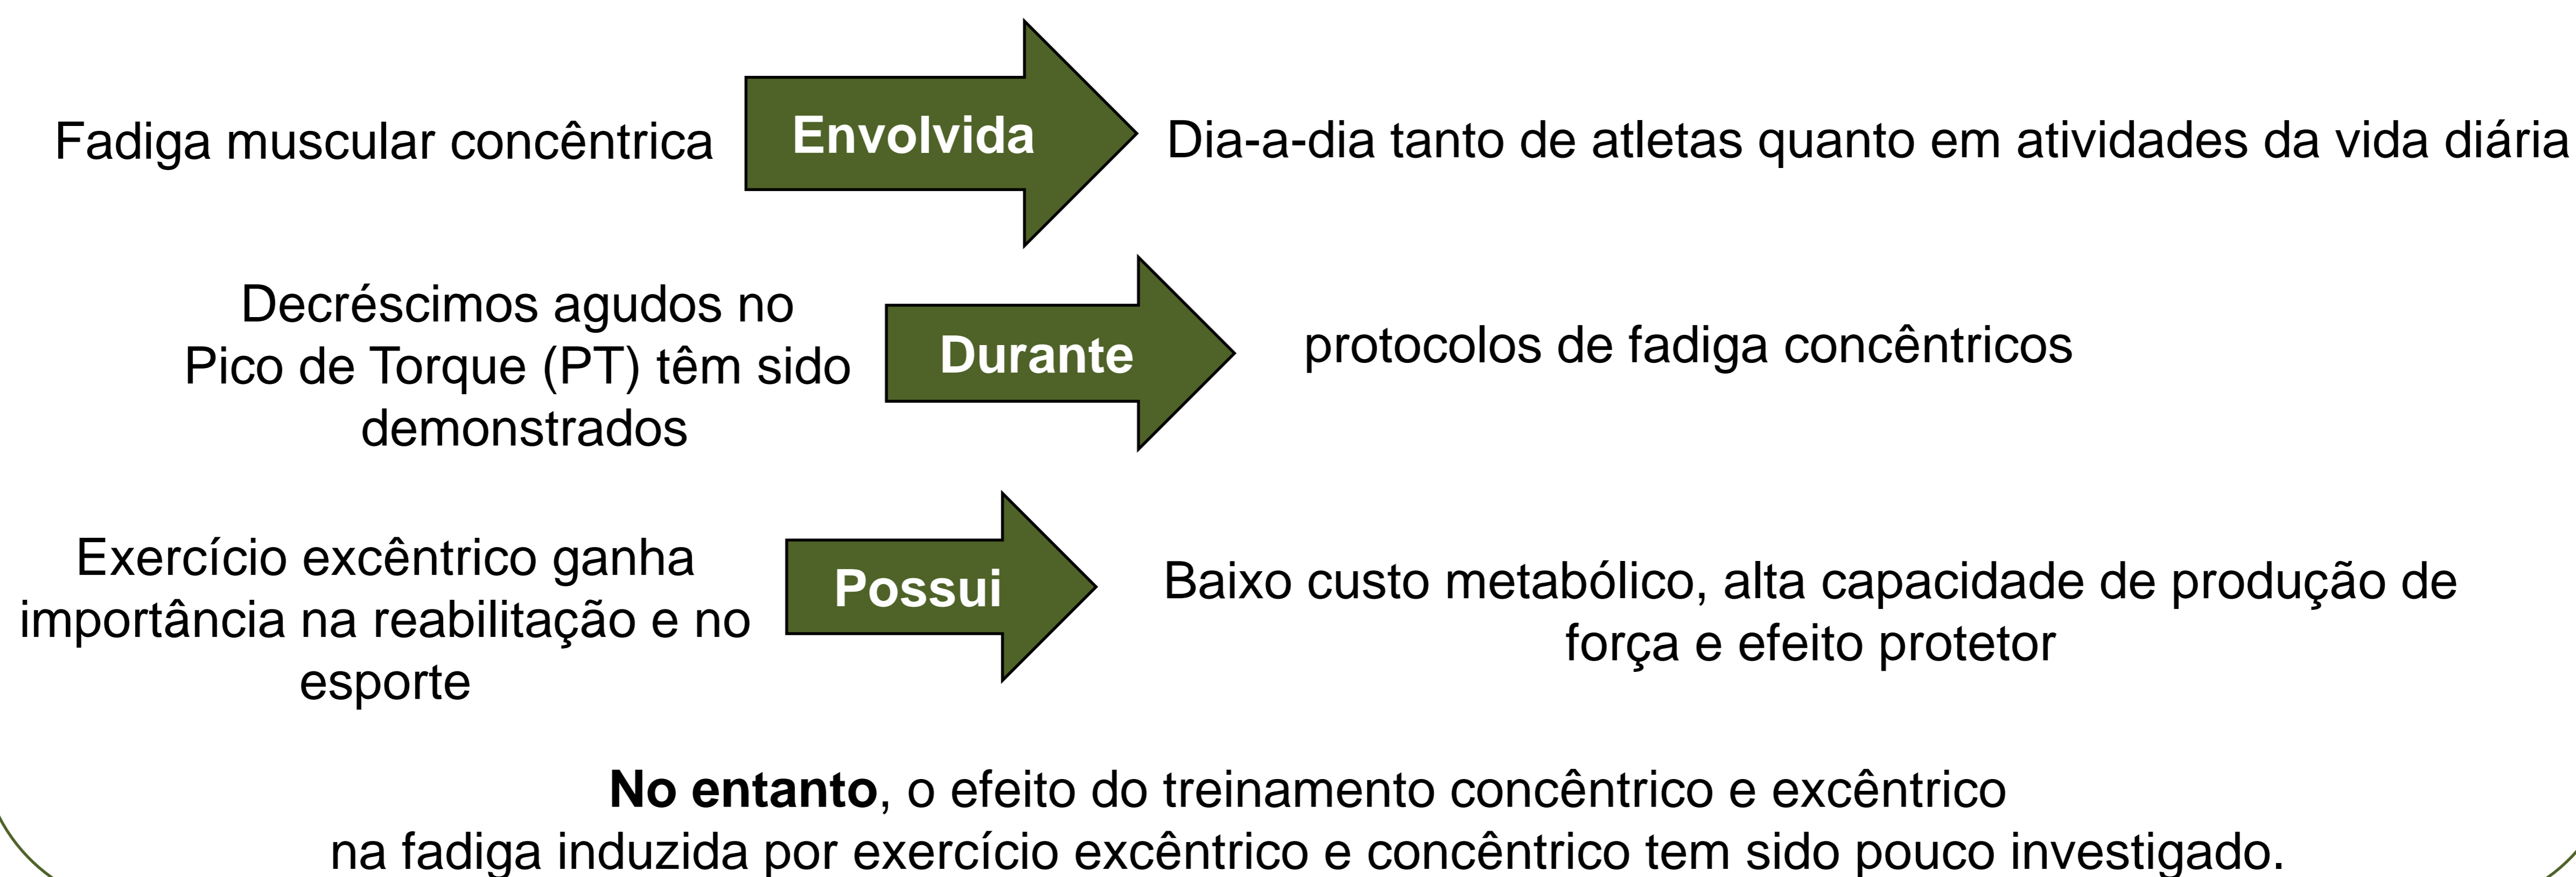 Fadiga muscular concêntrica
Envolvida
Dia-a-dia tanto de atletas quanto em atividades da vida diária
Decréscimos agudos no
Pico de Torque (PT) têm sido
demonstrados
Durante
protocolos de fadiga concêntricos
Exercício excêntrico ganha
importância na reabilitação e no
esporte
Possui
Baixo custo metabólico, alta capacidade de produção de
força e efeito protetor
No entanto, o efeito do treinamento concêntrico e excêntrico
na fadiga induzida por exercício excêntrico e concêntrico tem sido pouco investigado.